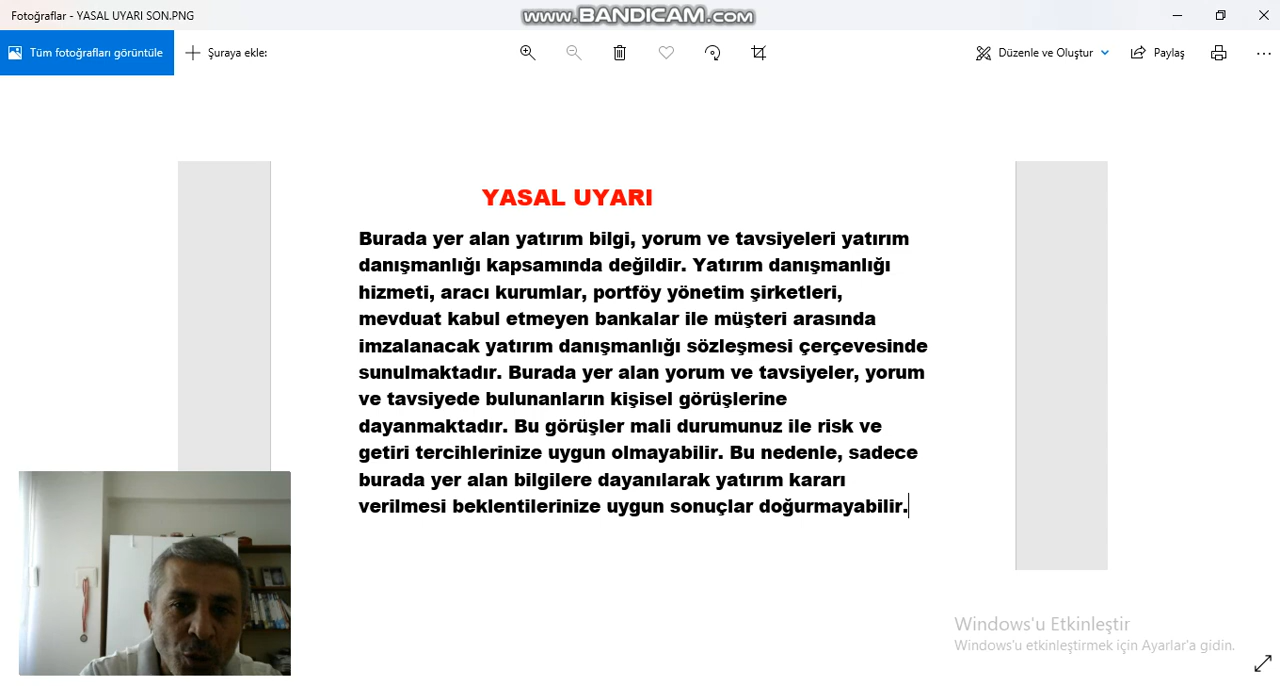 Fotoğraflar - YASAL UYARI SON.PNG
www.BANDICAM.com
Tüm fotoğrafları görüntüle
Şuraya ekle:
Düzenle ve Oluştur
Paylaş
YASAL UYARI
Burada yer alan yatırım bilgi, yorum ve tavsiyeleri yatırım
danışmanlığı kapsamında değildir. Yatırım danışmanlığı
hizmeti, aracı kurumlar, portföy yönetim şirketleri,
mevduat kabul etmeyen bankalar ile müşteri arasında
imzalanacak yatırım danışmanlığı sözleşmesi çerçevesinde
sunulmaktadır. Burada yer alan yorum ve tavsiyeler, yorum
ve tavsiyede bulunanların kişisel görüşlerine
dayanmaktadır. Bu görüşler mali durumunuz ile risk ve
getiri tercihlerinize uygun olmayabilir. Bu nedenle, sadece
burada yer alan bilgilere dayanılarak yatırım kararı
verilmesi beklentilerinize uygun sonuçlar doğurmayabilir.
Windows'u Etkinleştir
Windows'u etkinleştirmek için Ayarlar'a gidin.